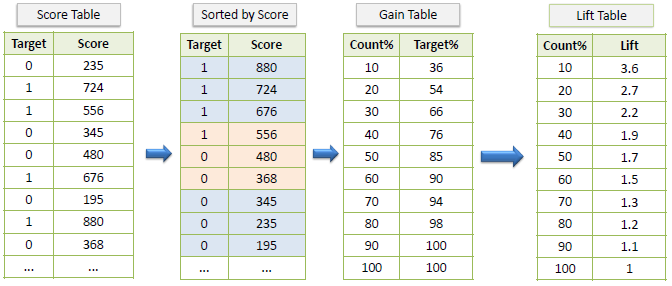 Score Table Sorted by Score Gain Table Lift Table
Target Score Target Score Count% Target% Count% Lift
0 235 1 880 10 36 10 3.6
1 724 1 724 20 54 20 2.7
1 556 1 676 30 66 30 2.2
0 345 1 556 40 76 40 1.9
0 480 0 480 50 85 50 1.7
1 676 0 368 60 90 60 1.5
0 195 0 345 70 94 70 1.3
1 880 0 235 80 98 80 1.2
0 368 0 195 90 100 90 1.1
... ... ... ... 100 100 100 1